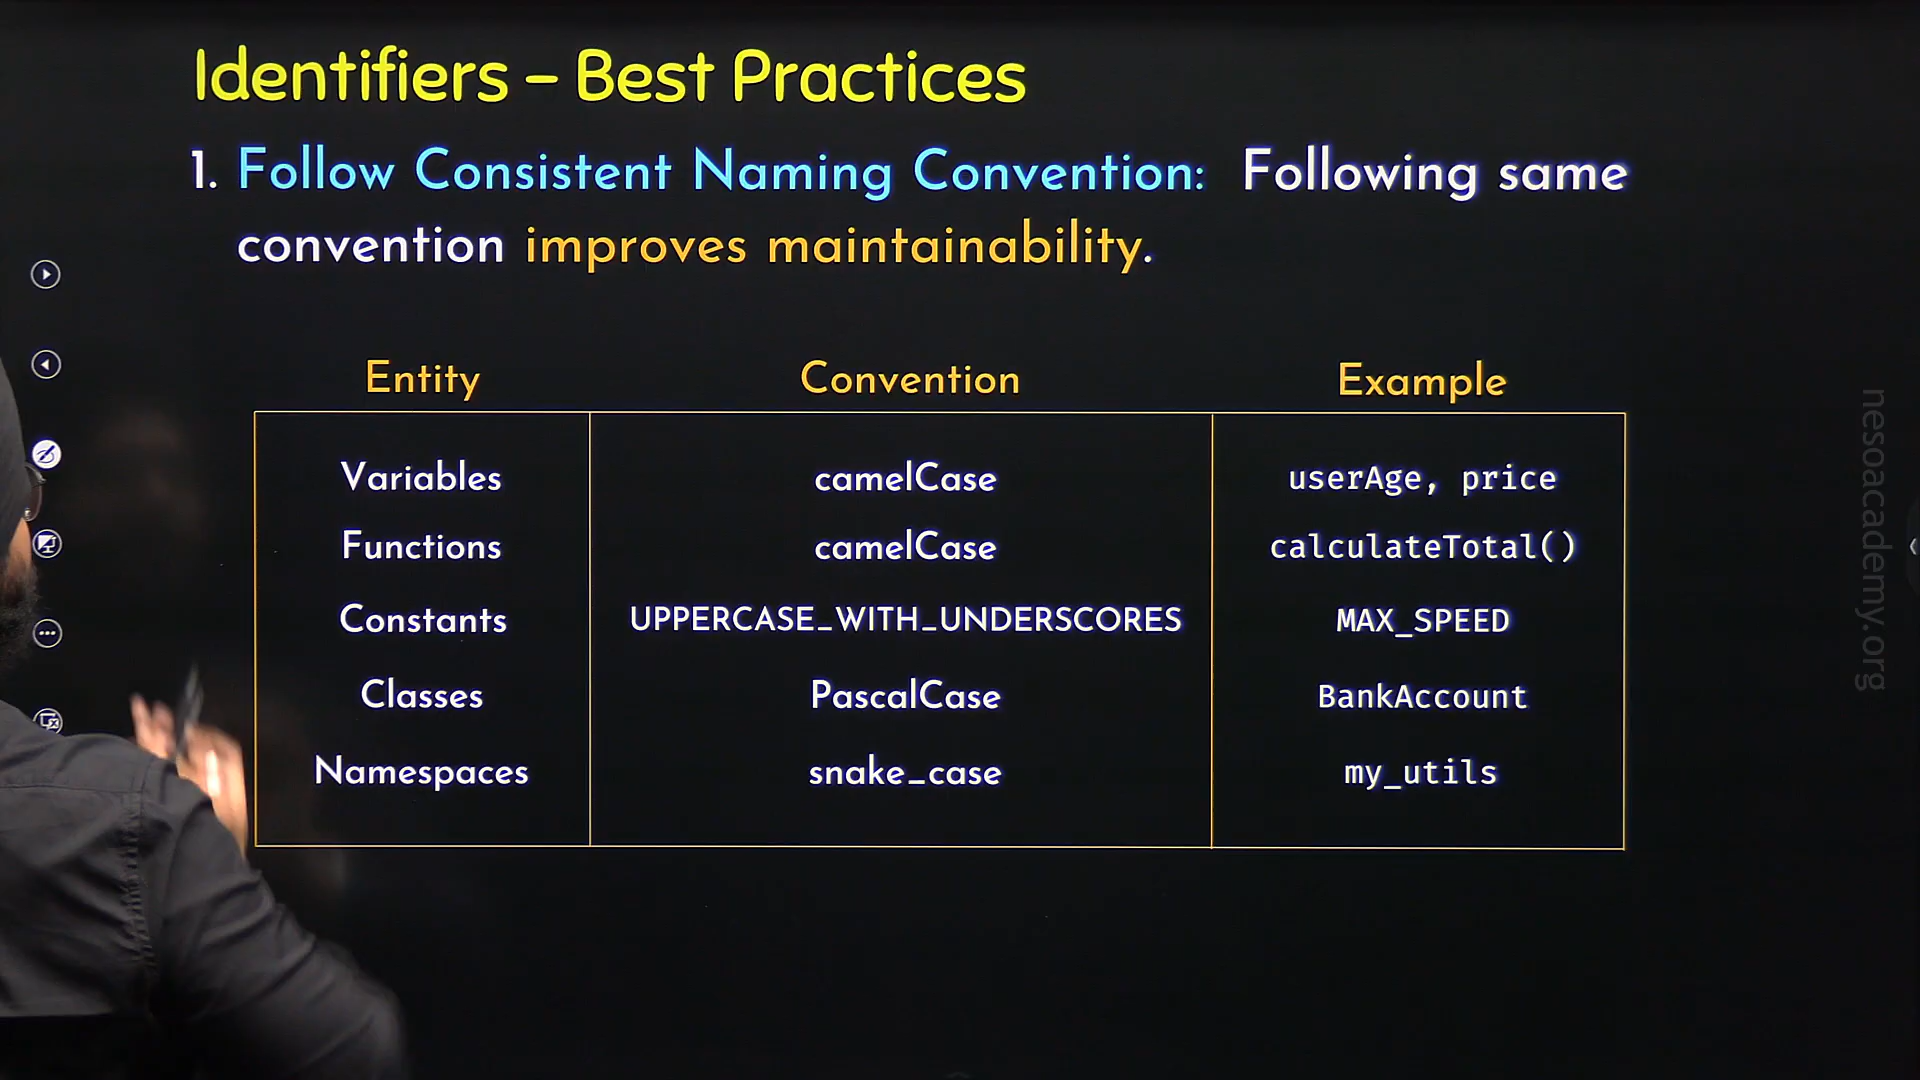 Identifiers – Best Practices
1. Follow Consistent Naming Convention: Following same
convention improves maintainability.
Entity Convention Example
Variables camelCase userAge, price
Functions camelCase calculateTotal()
Constants UPPERCASE_WITH_UNDERSCORES MAX_SPEED
Classes PascalCase BankAccount
Namespaces snake_case my_utils
nesoacademy.org